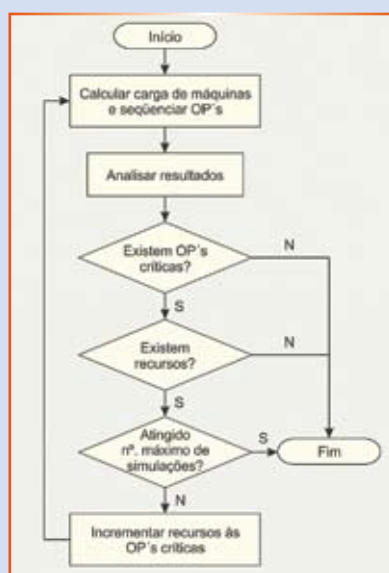 Início
Calcular carga de máquinas
e seqüenciar OP´s
Analisar resultados
Existem OP´s
críticas?
N
S
Existem
recursos?
N
S
Atingido
nº. máximo de
simulações?
S
Fim
N
Incrementar recursos às
OP´s críticas